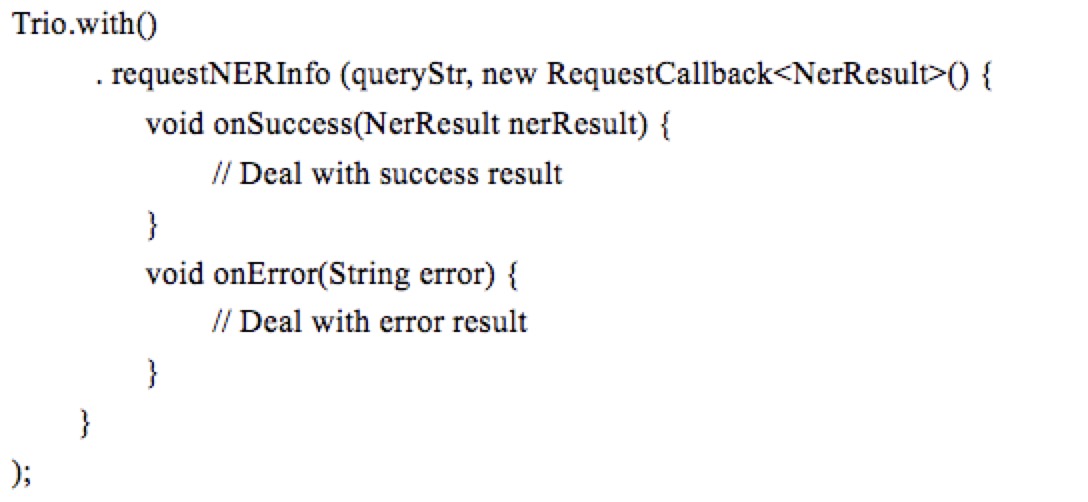 Trio.with()
. requestNERInfo (queryStr, new RequestCallback<NerResult>() {
void onSuccess(NerResult nerResult) {
// Deal with success result
}
void onError(String error) {
// Deal with error result
}
}
);